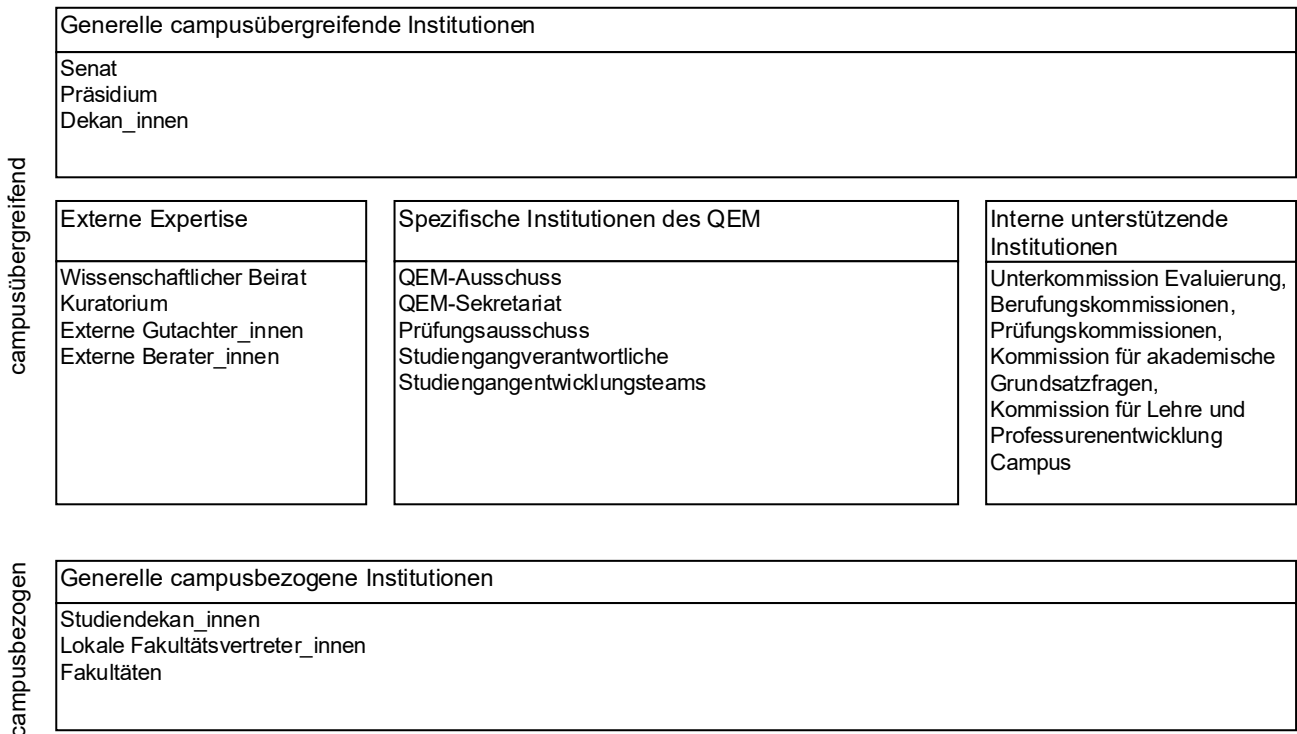 Generelle campusübergreifende Institutionen
Senat
Präsidium
Dekan_innen
campusübergreifend
Externe Expertise
Wissenschaftlicher Beirat
Kuratorium
Externe Gutachter_innen
Externe Berater_innen
Spezifische Institutionen des QEM
QEM-Ausschuss
QEM-Sekretariat
Prüfungsausschuss
Studiengangverantwortliche
Studiengangentwicklungsteams
Interne unterstützende
Institutionen
Unterkommission Evaluierung,
Berufungskommissionen,
Prüfungskommissionen,
Kommission für akademische
Grundsatzfragen,
Kommission für Lehre und
Professurenentwicklung
Campus
campusbezogen
Generelle campusbezogene Institutionen
Studiendekan_innen
Lokale Fakultätsvertreter_innen
Fakultäten